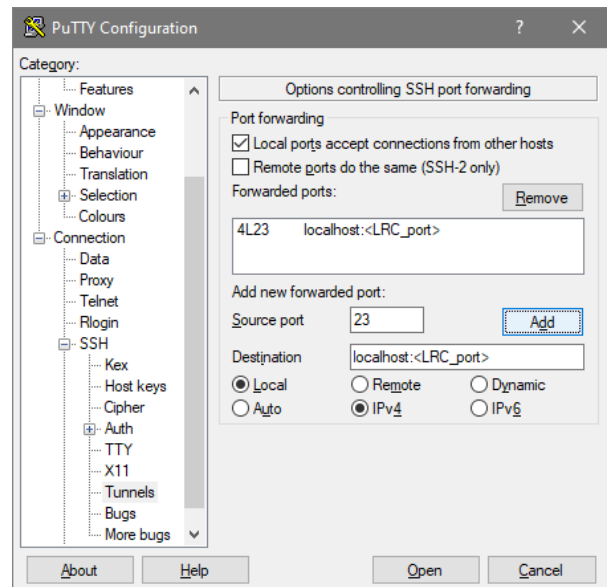 PuTTY Configuration ? ×
Category:
Features
Window
Appearance
Behaviour
Translation
Selection
Colours
Connection
Data
Proxy
Telnet
Rlogin
SSH
Kex
Host keys
Cipher
Auth
TTY
X11
Tunnels
Bugs
More bugs
Options controlling SSH port forwarding
Port forwarding
Local ports accept connections from other hosts
Remote ports do the same (SSH-2 only)
Forwarded ports:
Remove
4L23 localhost:<LRC_port>
Add new forwarded port:
Source port 23 Add
Destination localhost:<LRC_port>
Local Remote Dynamic
Auto IPv4 IPv6
About Help Open Cancel